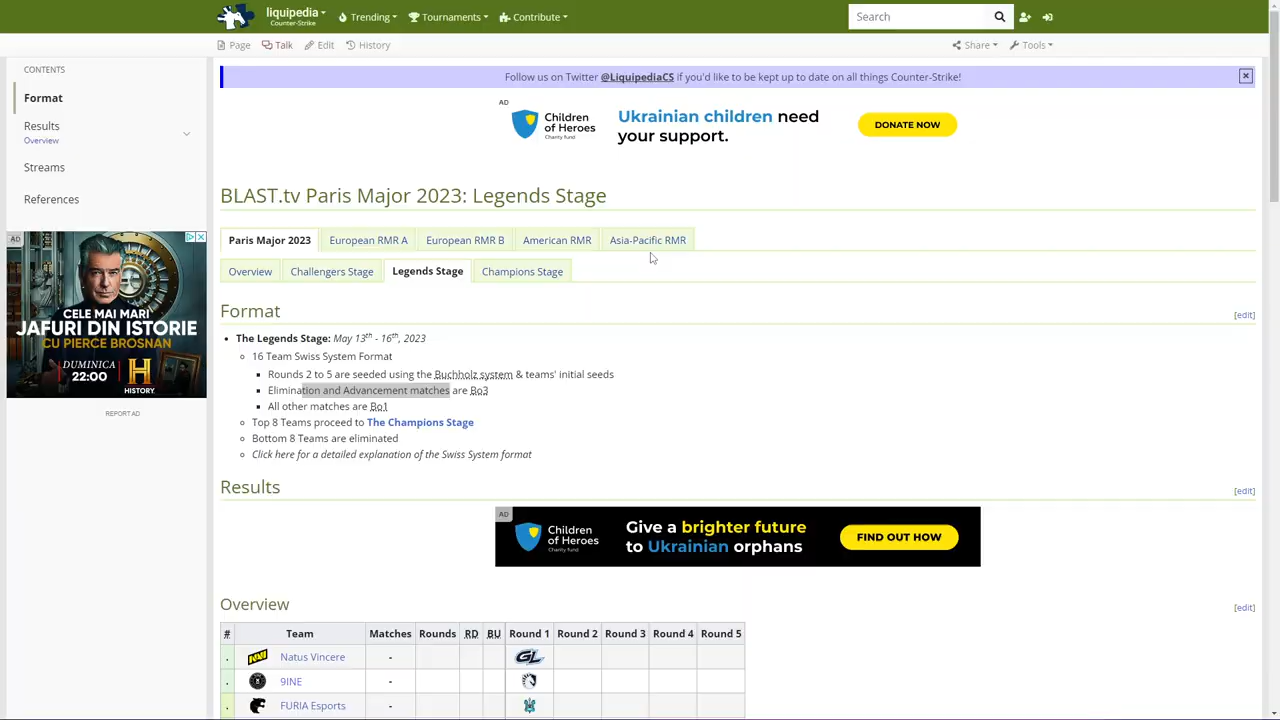 liquipedia
Counter-Strike
Trending
Tournaments
Contribute
Search
Page
Talk
Edit
History
Share
Tools
CONTENTS
Format
Results
Overview
Streams
References
AD
CELE MAI MARI
JAFURI DIN ISTORIE
CU PIERCE BROSNAN
DUMINICA
22:00
H
HISTORY
REPORT AD
Follow us on Twitter @LiquipediaCS if you'd like to be kept up to date on all things Counter-Strike!
AD
Children
of Heroes
Charity fund
Ukrainian children need
your support.
DONATE NOW
BLAST.tv Paris Major 2023: Legends Stage
Paris Major 2023 European RMR A European RMR B American RMR Asia-Pacific RMR
Overview Challengers Stage Legends Stage Champions Stage
Format [edit]
The Legends Stage: May 13th - 16th, 2023
16 Team Swiss System Format
Rounds 2 to 5 are seeded using the Buchholz system & teams' initial seeds
Elimination and Advancement matches are Bo3
All other matches are Bo1
Top 8 Teams proceed to The Champions Stage
Bottom 8 Teams are eliminated
Click here for a detailed explanation of the Swiss System format
Results [edit]
AD
Children
of Heroes
Charity fund
Give a brighter future
to Ukrainian orphans
FIND OUT HOW
Overview [edit]
# Team Matches Rounds RD BU Round 1 Round 2 Round 3 Round 4 Round 5
. Natus Vincere - GL
. 9INE -
. FURIA Esports -